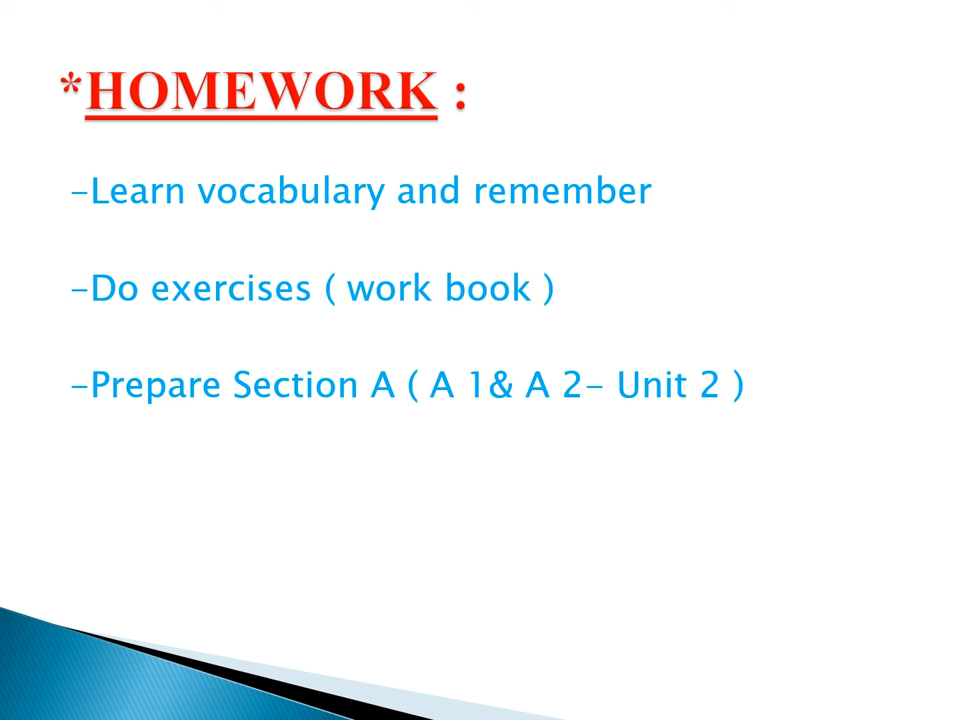 *HOMEWORK :
-Learn vocabulary and remember
-Do exercises ( work book )
-Prepare Section A ( A 1& A 2- Unit 2 )